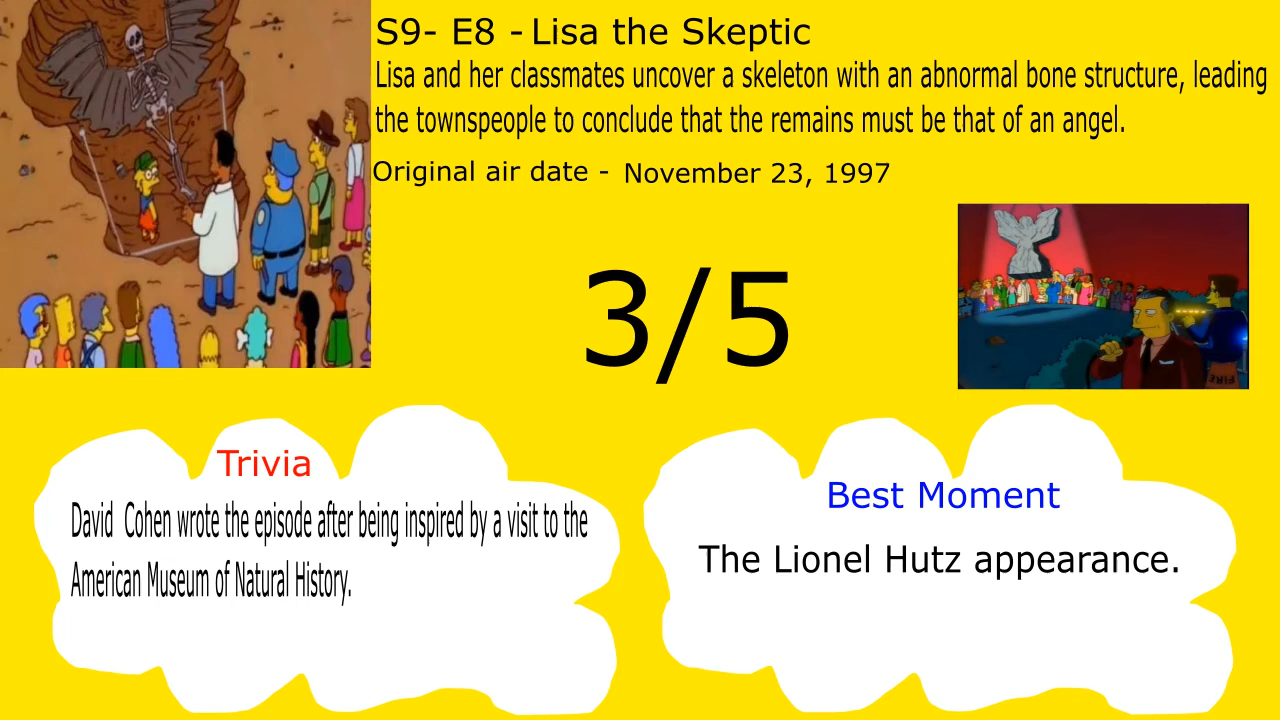 S9- E8 - Lisa the Skeptic
Lisa and her classmates uncover a skeleton with an abnormal bone structure, leading
the townspeople to conclude that the remains must be that of an angel.
Original air date - November 23, 1997
3/5
Trivia
David Cohen wrote the episode after being inspired by a visit to the
American Museum of Natural History.
Best Moment
The Lionel Hutz appearance.